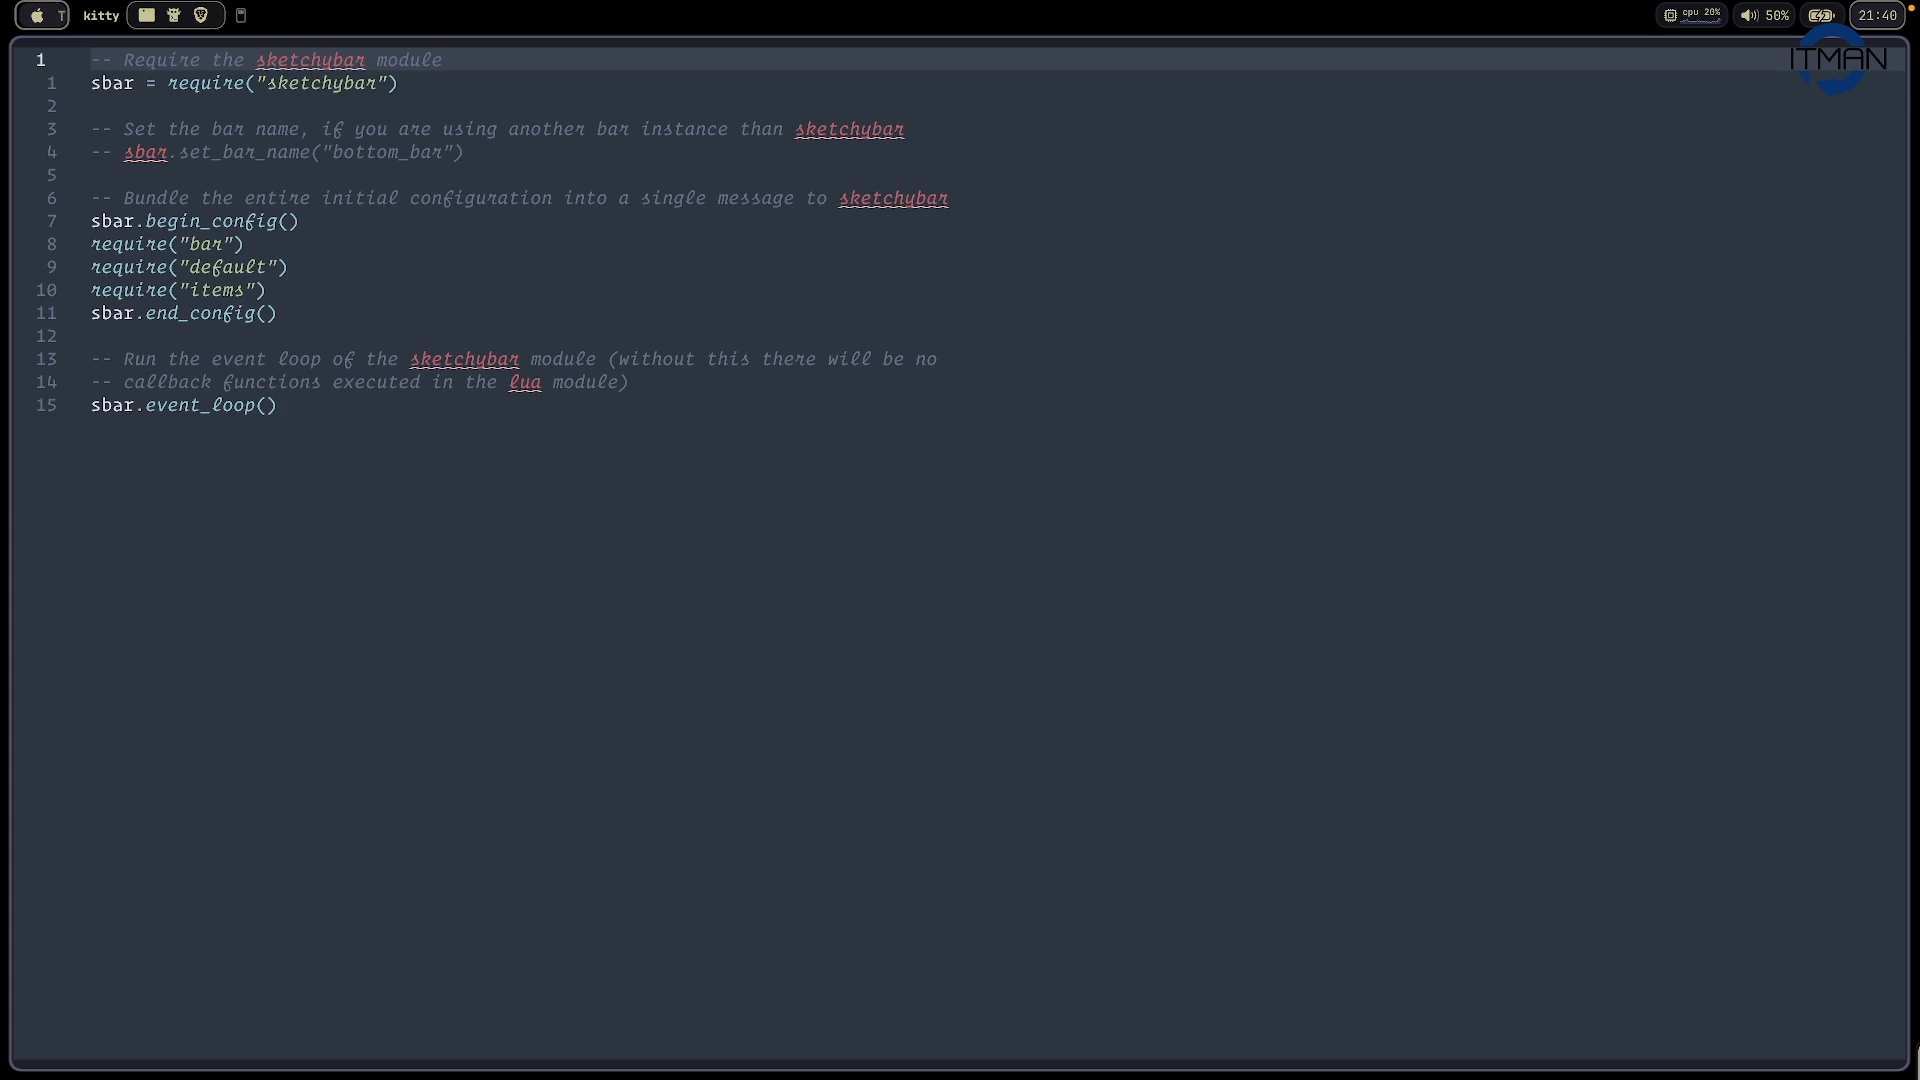 T kitty cpu 20% 50% 21:40
ITMAN
1 -- Require the sketchybar module
1 sbar = require("sketchybar")
2
3 -- Set the bar name, if you are using another bar instance than sketchybar
4 -- sbar.set_bar_name("bottom_bar")
5
6 -- Bundle the entire initial configuration into a single message to sketchybar
7 sbar.begin_config()
8 require("bar")
9 require("default")
10 require("items")
11 sbar.end_config()
12
13 -- Run the event loop of the sketchybar module (without this there will be no
14 -- callback functions executed in the lua module)
15 sbar.event_loop()